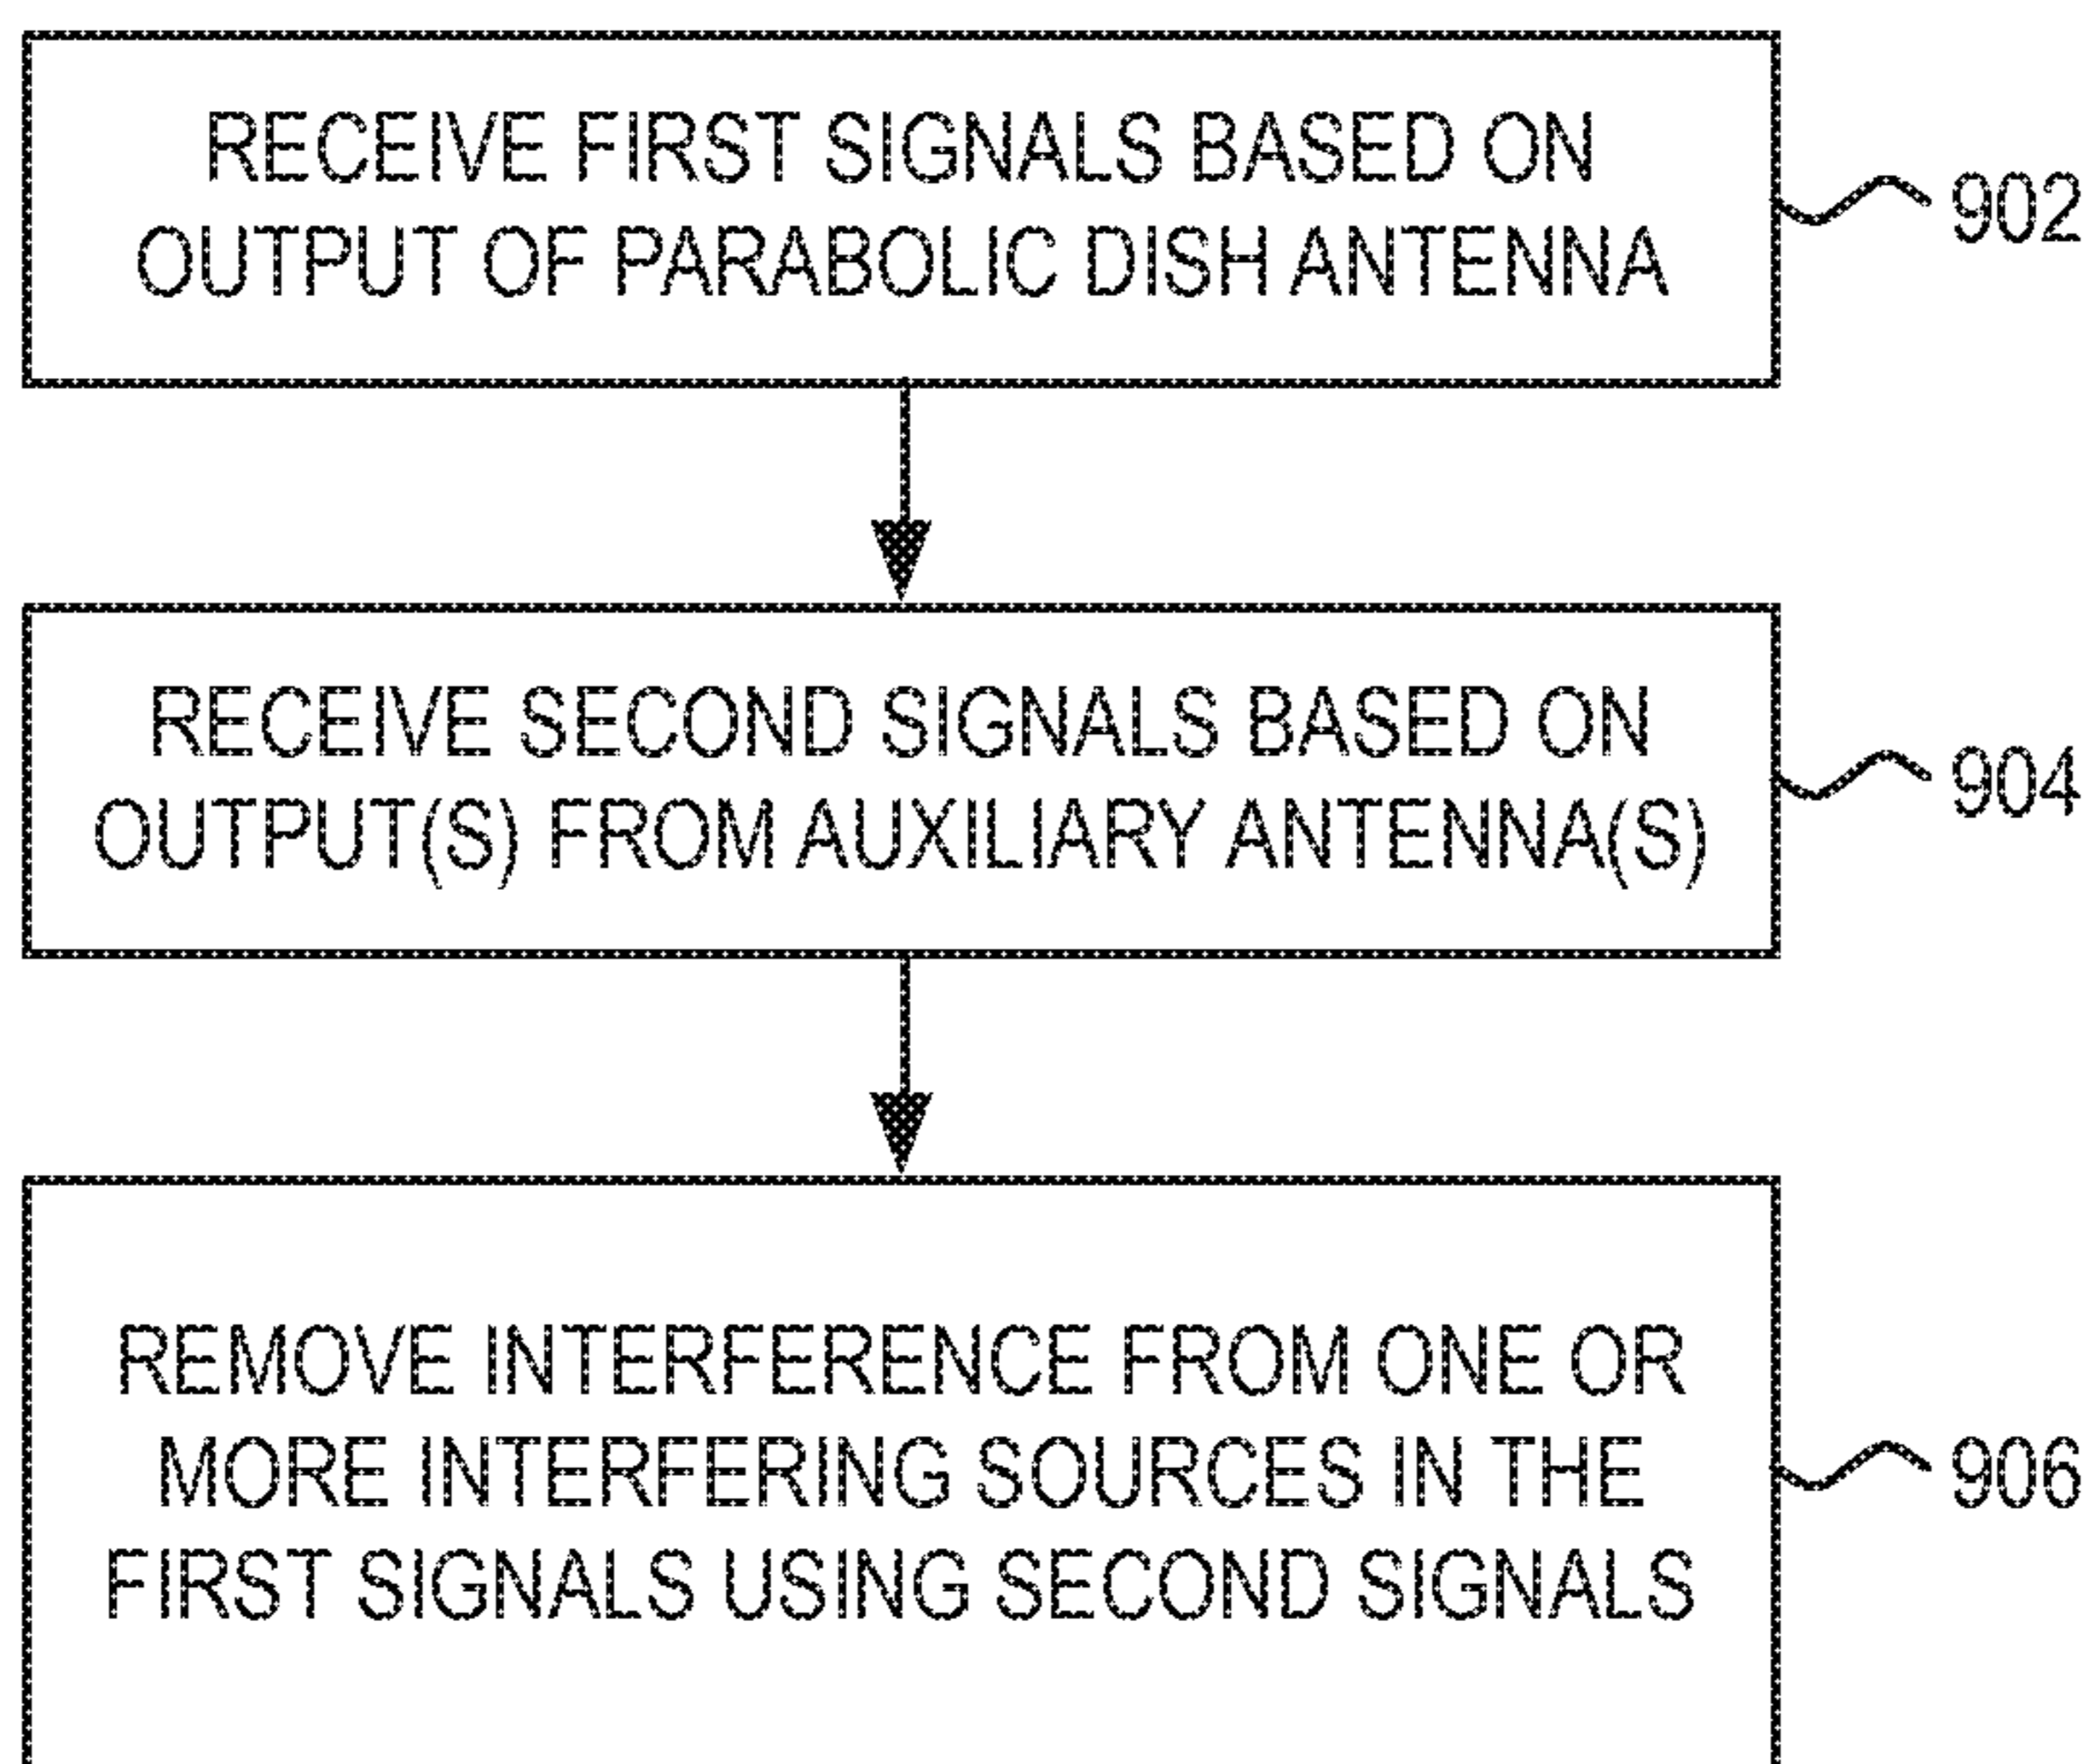 RECEIVE FIRST SIGNALS BASED ON
OUTPUT OF PARABOLIC DISH ANTENNA
902
RECEIVE SECOND SIGNALS BASED ON
OUTPUT(S) FROM AUXILIARY ANTENNA(S)
904
REMOVE INTERFERENCE FROM ONE OR
MORE INTERFERING SOURCES IN THE
FIRST SIGNALS USING SECOND SIGNALS
906